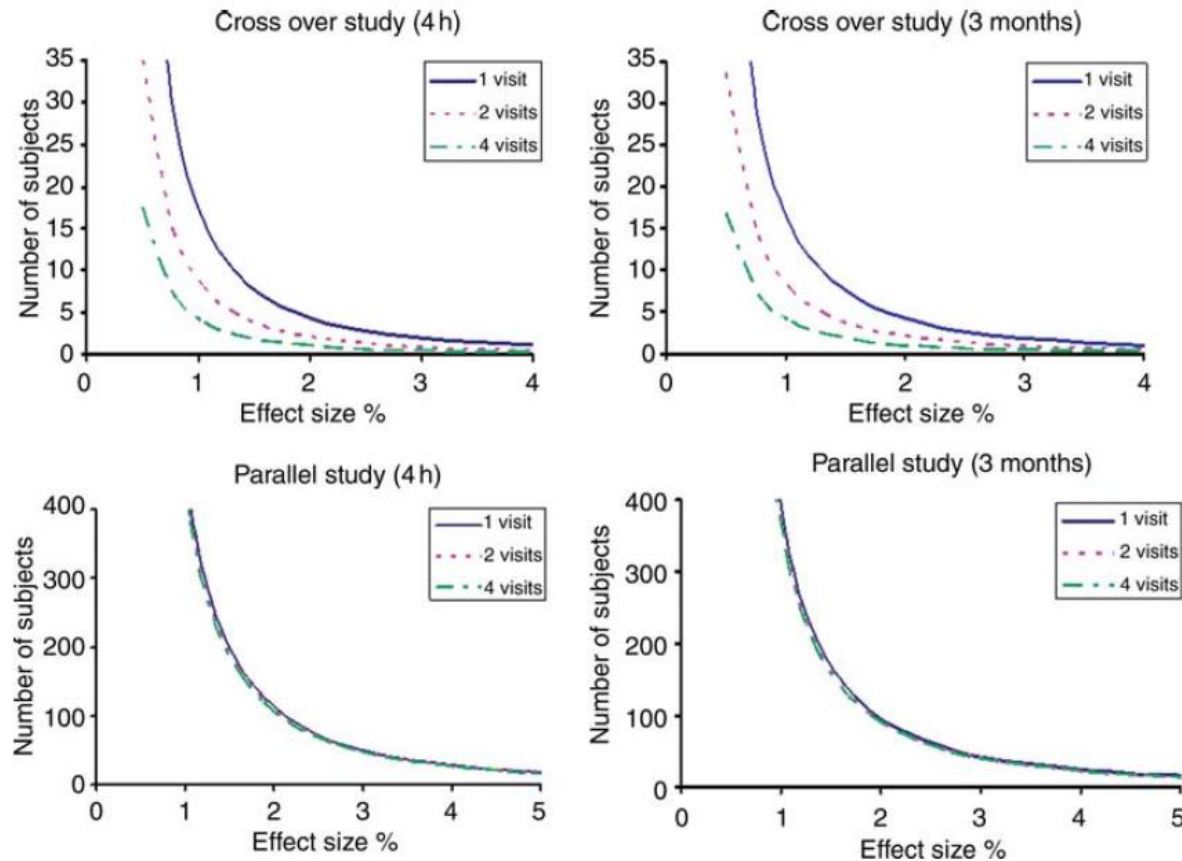 Cross over study (4 h)
35
30
25
20
15
10
5
0
Number of subjects
1 visit
2 visits
4 visits
0 1 2 3 4
Effect size %
Cross over study (3 months)
35
30
25
20
15
10
5
0
Number of subjects
1 visit
2 visits
4 visits
0 1 2 3 4
Effect size %
Parallel study (4 h)
400
300
200
100
0
Number of subjects
1 visit
2 visits
4 visits
0 1 2 3 4 5
Effect size %
Parallel study (3 months)
400
300
200
100
0
Number of subjects
1 visit
2 visits
4 visits
0 1 2 3 4 5
Effect size %